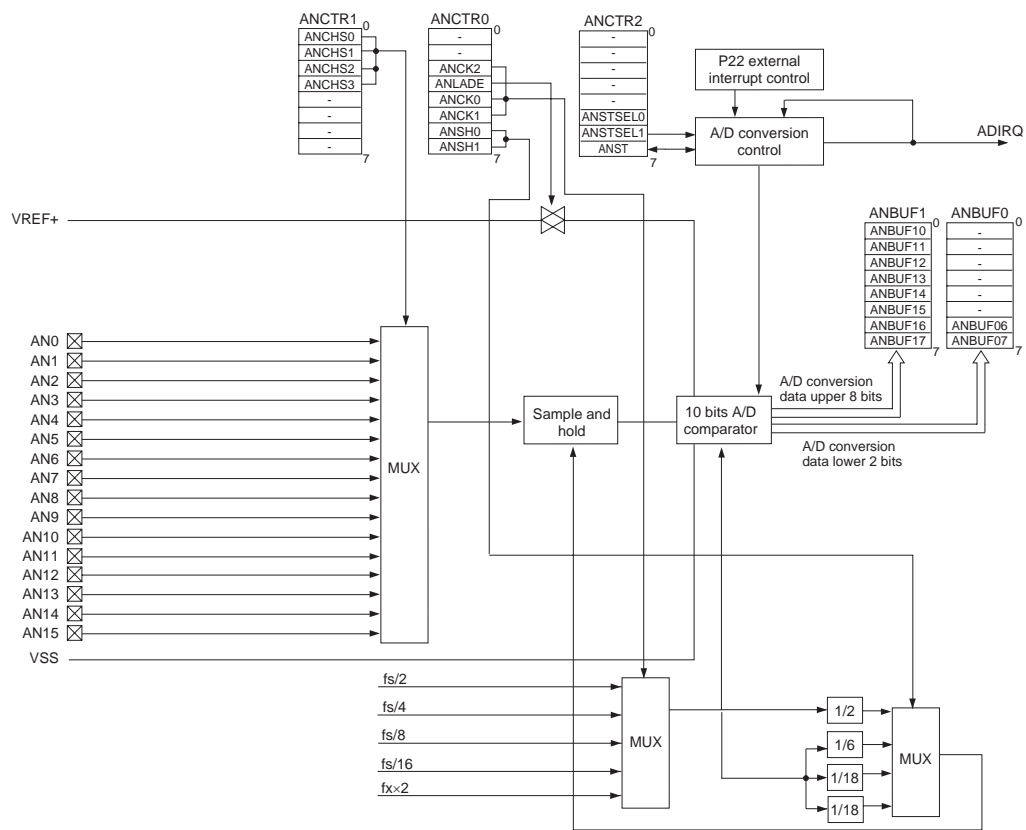 ANCTR1
0
ANCHS0
ANCHS1
ANCHS2
ANCHS3
-
-
-
-
7
ANCTR0
0
-
-
ANCK2
ANLADE
ANCK0
ANCK1
ANSH0
ANSH1
7
ANCTR2
0
-
-
-
-
-
ANSTSEL0
ANSTSEL1
ANST
7
P22 external
interrupt control
A/D conversion
control
ADIRQ
VREF+
ANBUF1
0
ANBUF10
ANBUF11
ANBUF12
ANBUF13
ANBUF14
ANBUF15
ANBUF16
ANBUF17
7
ANBUF0
0
-
-
-
-
-
-
ANBUF06
ANBUF07
7
AN0
AN1
AN2
AN3
AN4
AN5
AN6
AN7
AN8
AN9
AN10
AN11
AN12
AN13
AN14
AN15
VSS
MUX
Sample and
hold
10 bits A/D
comparator
A/D conversion
data upper 8 bits
A/D conversion
data lower 2 bits
fs/2
fs/4
fs/8
fs/16
fx×2
MUX
1/2
1/6
1/18
1/18
MUX